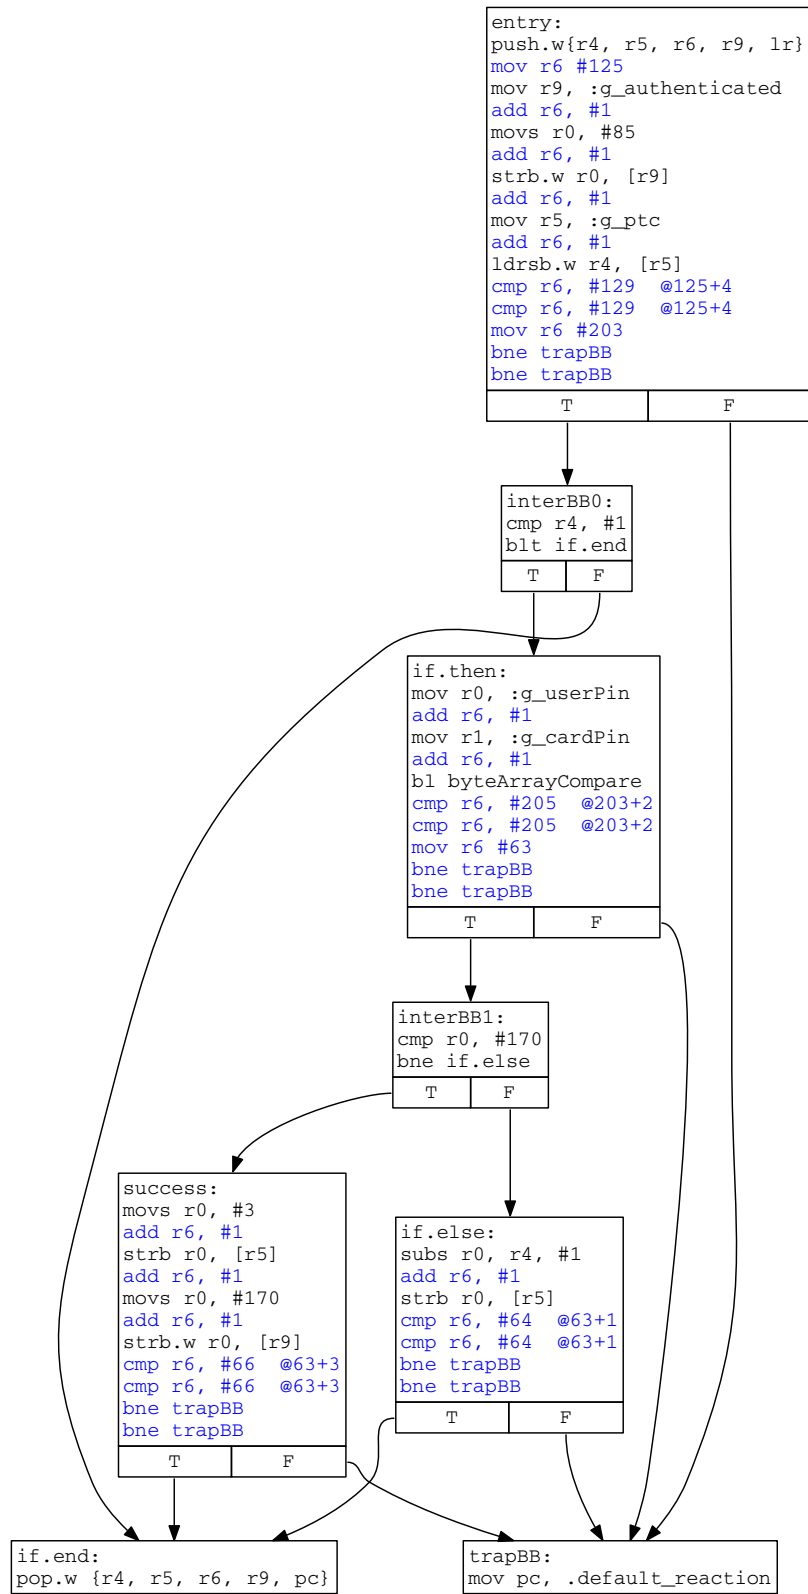 entry:
push.w{r4, r5, r6, r9, lr}
mov r6 #125
mov r9, :g_authenticated
add r6, #1
movs r0, #85
add r6, #1
strb.w r0, [r9]
add r6, #1
mov r5, :g_ptc
add r6, #1
ldrsb.w r4, [r5]
cmp r6, #129  @125+4
cmp r6, #129  @125+4
mov r6 #203
bne trapBB
bne trapBB
T F
interBB0:
cmp r4, #1
blt if.end
T F
if.then:
mov r0, :g_userPin
add r6, #1
mov r1, :g_cardPin
add r6, #1
bl byteArrayCompare
cmp r6, #205  @203+2
cmp r6, #205  @203+2
mov r6 #63
bne trapBB
bne trapBB
T F
interBB1:
cmp r0, #170
bne if.else
T F
success:
movs r0, #3
add r6, #1
strb r0, [r5]
add r6, #1
movs r0, #170
add r6, #1
strb.w r0, [r9]
cmp r6, #66  @63+3
cmp r6, #66  @63+3
bne trapBB
bne trapBB
T F
if.else:
subs r0, r4, #1
add r6, #1
strb r0, [r5]
cmp r6, #64  @63+1
cmp r6, #64  @63+1
bne trapBB
bne trapBB
T F
if.end:
pop.w {r4, r5, r6, r9, pc}
trapBB:
mov pc, .default_reaction